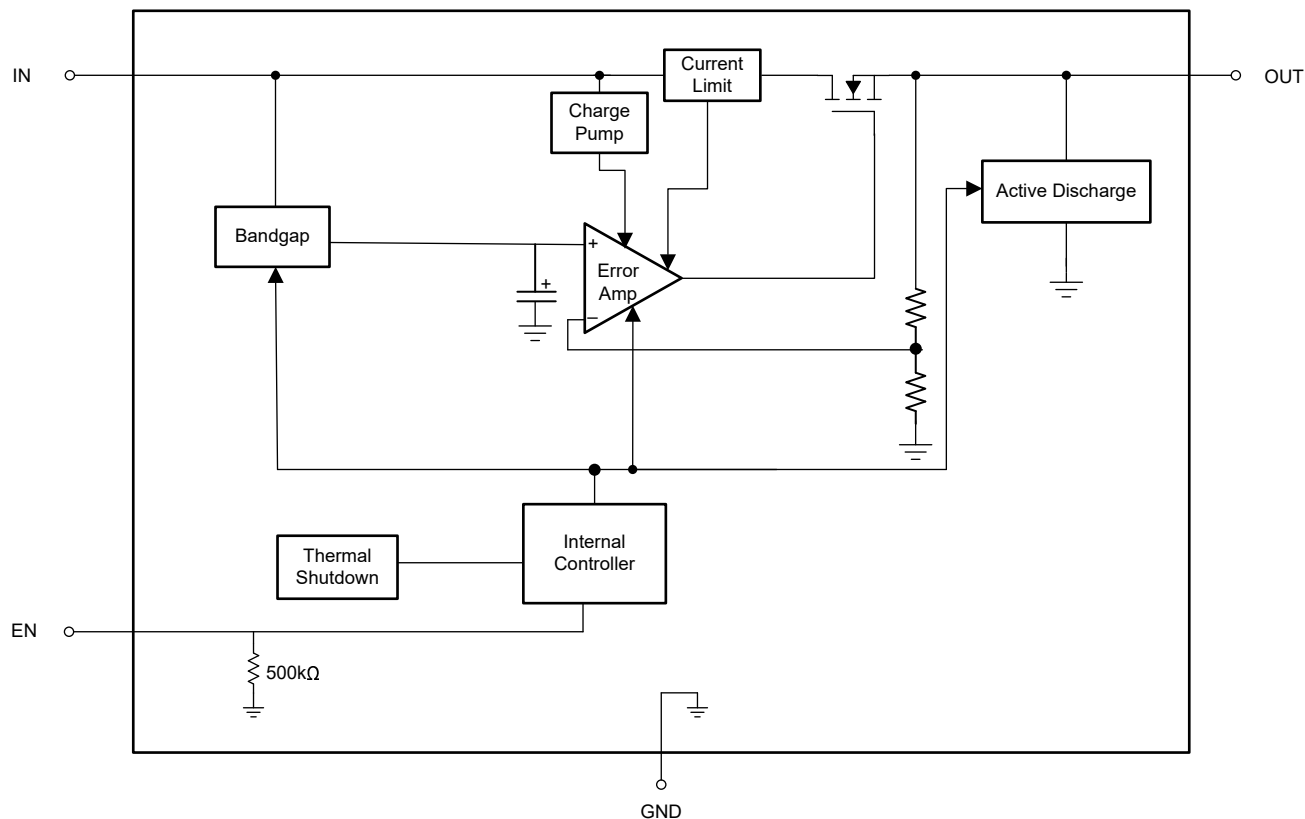 IN
Current
Limit
OUT
Charge
Pump
Active Discharge
Bandgap
+
Error
Amp
+
−
Thermal
Shutdown
Internal
Controller
EN
500kΩ
GND